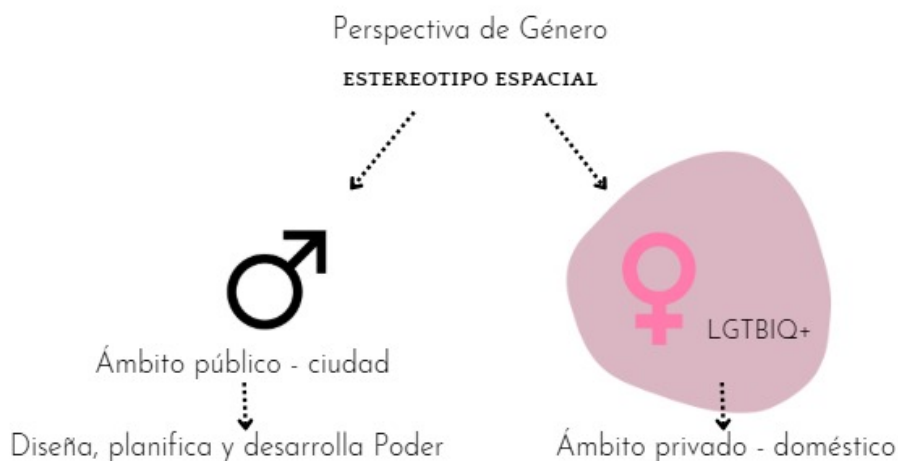 Perspectiva de Género
ESTEREOTIPO ESPACIAL
LGTBIQ+
Ámbito público - ciudad
Diseña, planifica y desarrolla Poder
Ámbito privado - doméstico